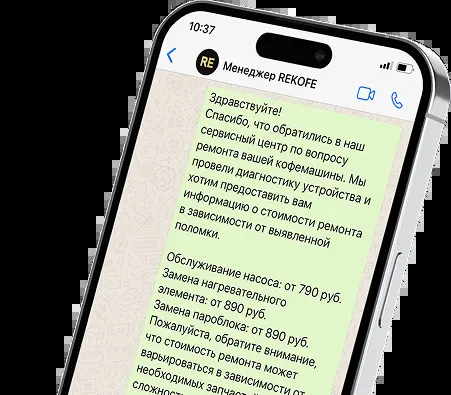 10:37
RE
Менеджер REKOFE
Здравствуйте!
Спасибо, что обратились в наш
сервисный центр по вопросу
ремонта вашей кофемашины. Мы
провели диагностику устройства и
хотим предоставить вам
информацию о стоимости ремонта
в зависимости от выявленной
поломки.
Обслуживание насоса: от 790 руб.
Замена нагревательного
элемента: от 890 руб.
Замена пароблока: от 890 руб.
Пожалуйста, обратите внимание,
что стоимость ремонта может
варьироваться в зависимости от
необходимых запчастей